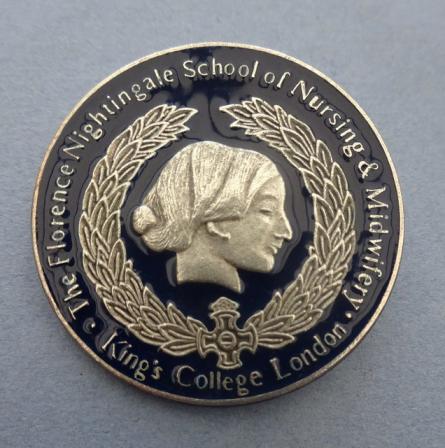 The Florence Nightingale School of Nursing & Midwifery
King's College London